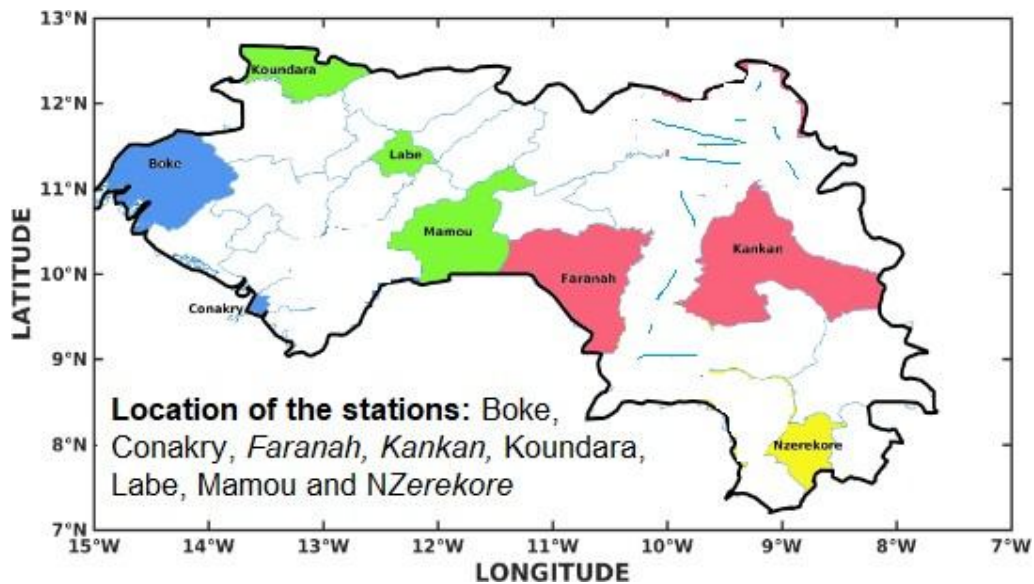 13°N
12°N
11°N
10°N
9°N
8°N
7°N
LATITUDE
Koundara
Boke
Labe
Mamou
Kankan
Faranah
Conakry
Nzerekore
Location of the stations: Boke,
Conakry, Faranah, Kankan, Koundara,
Labe, Mamou and NZerekore
15°W 14°W 13°W 12°W 11°W 10°W 9°W 8°W 7°W
LONGITUDE